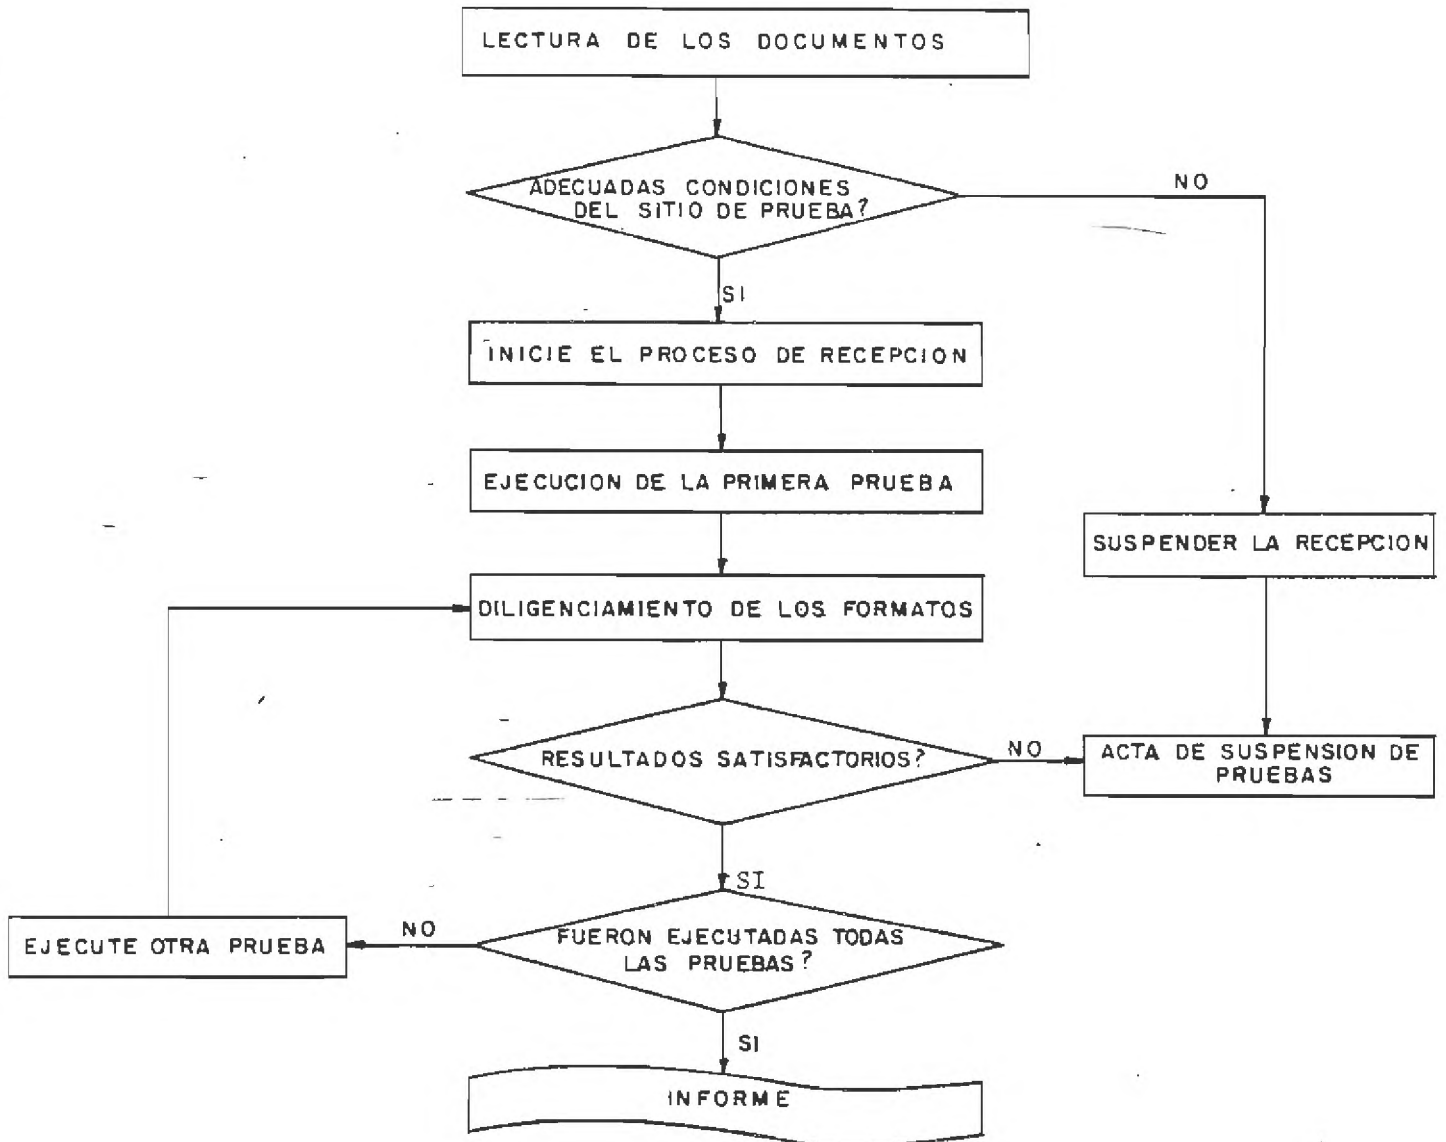 LECTURA DE LOS DOCUMENTOS
ADECUADAS CONDICIONES
DEL SITIO DE PRUEBA?
NO
SI
INICIE EL PROCESO DE RECEPCION
EJECUCION DE LA PRIMERA PRUEBA
SUSPENDER LA RECEPCION
DILIGENCIAMIENTO DE LOS FORMATOS
RESULTADOS SATISFACTORIOS?
NO
ACTA DE SUSPENSION DE
PRUEBAS
SI
FUERON EJECUTADAS TODAS
LAS PRUEBAS?
NO
EJECUTE OTRA PRUEBA
SI
INFORME